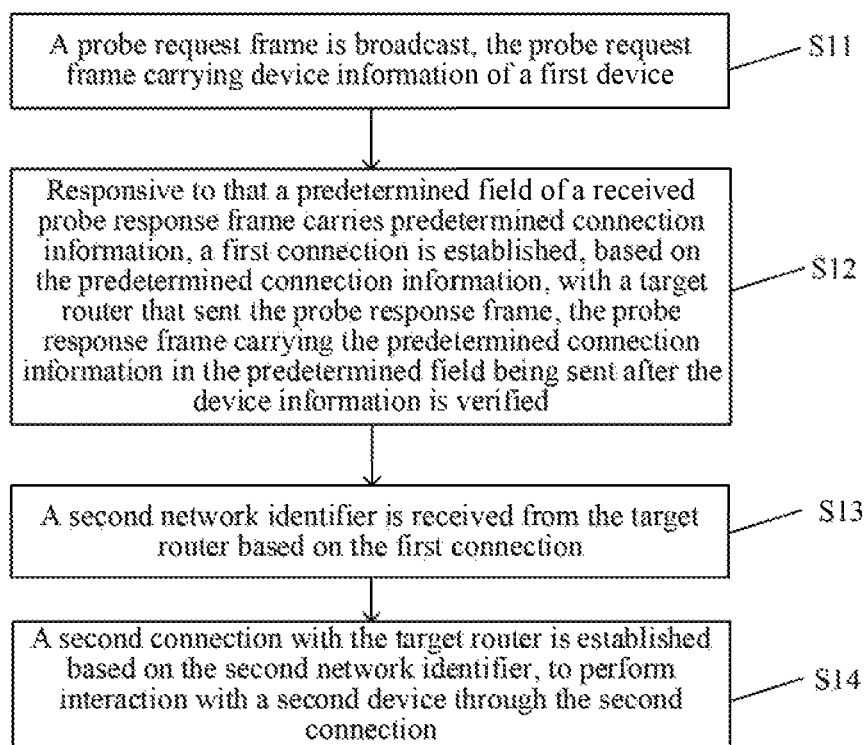 A probe request frame is broadcast, the probe request
frame carrying device information of a first device
S11
Responsive to that a predetermined field of a received
probe response frame carries predetermined connection
information, a first connection is established, based on
the predetermined connection information, with a target
router that sent the probe response frame, the probe
response frame carrying the predetermined connection
information in the predetermined field being sent after the
device information is verified
S12
A second network identifier is received from the target
router based on the first connection
S13
A second connection with the target router is established
based on the second network identifier, to perform
interaction with a second device through the second
connection
S14